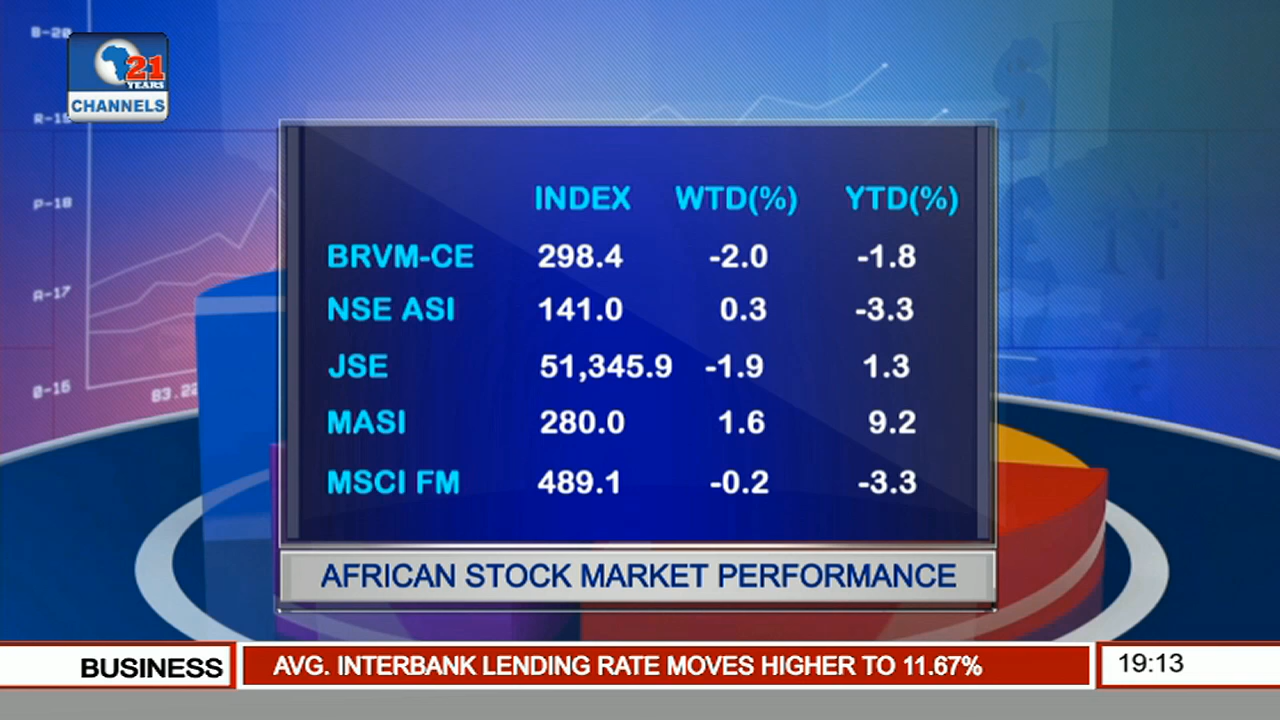 B-20
21
YEARS
CHANNELS
P-18
A-17
INDEX WTD(%) YTD(%)
BRVM-CE 298.4 -2.0 -1.8
NSE ASI 141.0 0.3 -3.3
JSE 51,345.9 -1.9 1.3
MASI 280.0 1.6 9.2
MSCI FM 489.1 -0.2 -3.3
AFRICAN STOCK MARKET PERFORMANCE
BUSINESS AVG. INTERBANK LENDING RATE MOVES HIGHER TO 11.67% 19:13